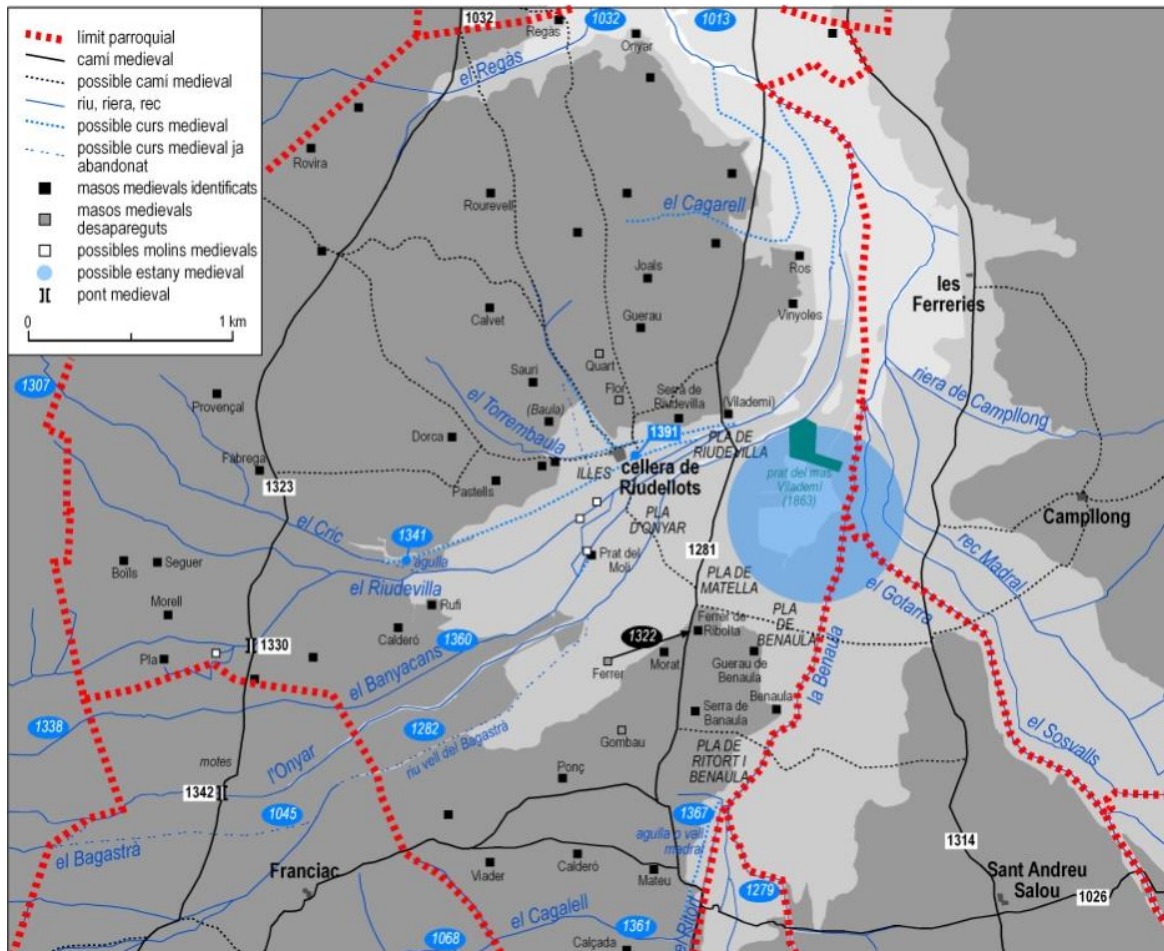 límit parroquial
camí medieval
possible camí medieval
riu, riera, rec
possible curs medieval
possible curs medieval ja
abandonat
masos medievals identificats
masos medievals
desapareguts
possibles molins medievals
possible estany medieval
pont medieval
0
1 km
1032
Regàs
1032
1013
Onyar
el Regàs
Rovira
Rourevell
el Cagarell
Joals
Ros
les
Ferreries
Calvet
Guerau
Vinyoles
Quart
1307
Provençal
Sauri
Flor
Serra de
Riudevilla
(Vilademí)
riera de Campllong
el Torrembaula
(Baula)
Dorca
1391
PLA DE
RIUDEVILLA
Fàbrega
ILLES
cellera de
Riudellots
prat del mas
Vilademí
(1863)
1323
Pastells
Campllong
PLA
D'ONYAR
el Cric
1341
aguilla
1281
rec Madral
Boïls
Seguer
Prat del
Molí
PLA DE
MATELLA
el Gotarra
el Riudevilla
Rufí
PLA
DE
BENAULA
Morell
Calderó
1360
1322
Ferrer de
Ribolta
Pla
1330
Ferrer
Morat
Guerau de
Benaula
la Benaula
el Banyacans
1338
1282
riu vell del Bagastrà
Serra de
Banaula
Benaula
el Sosvalls
Gombau
motes
l'Onyar
PLA DE
RITORT I
BENAULA
Ponç
1342
1045
1367
aguilla o vall
madral
el Bagastrà
1314
Franciac
Viader
Calderó
Mateu
Sant Andreu
Salou
1279
1026
el Cagalell
el Ritort
1068
1361
Calçada